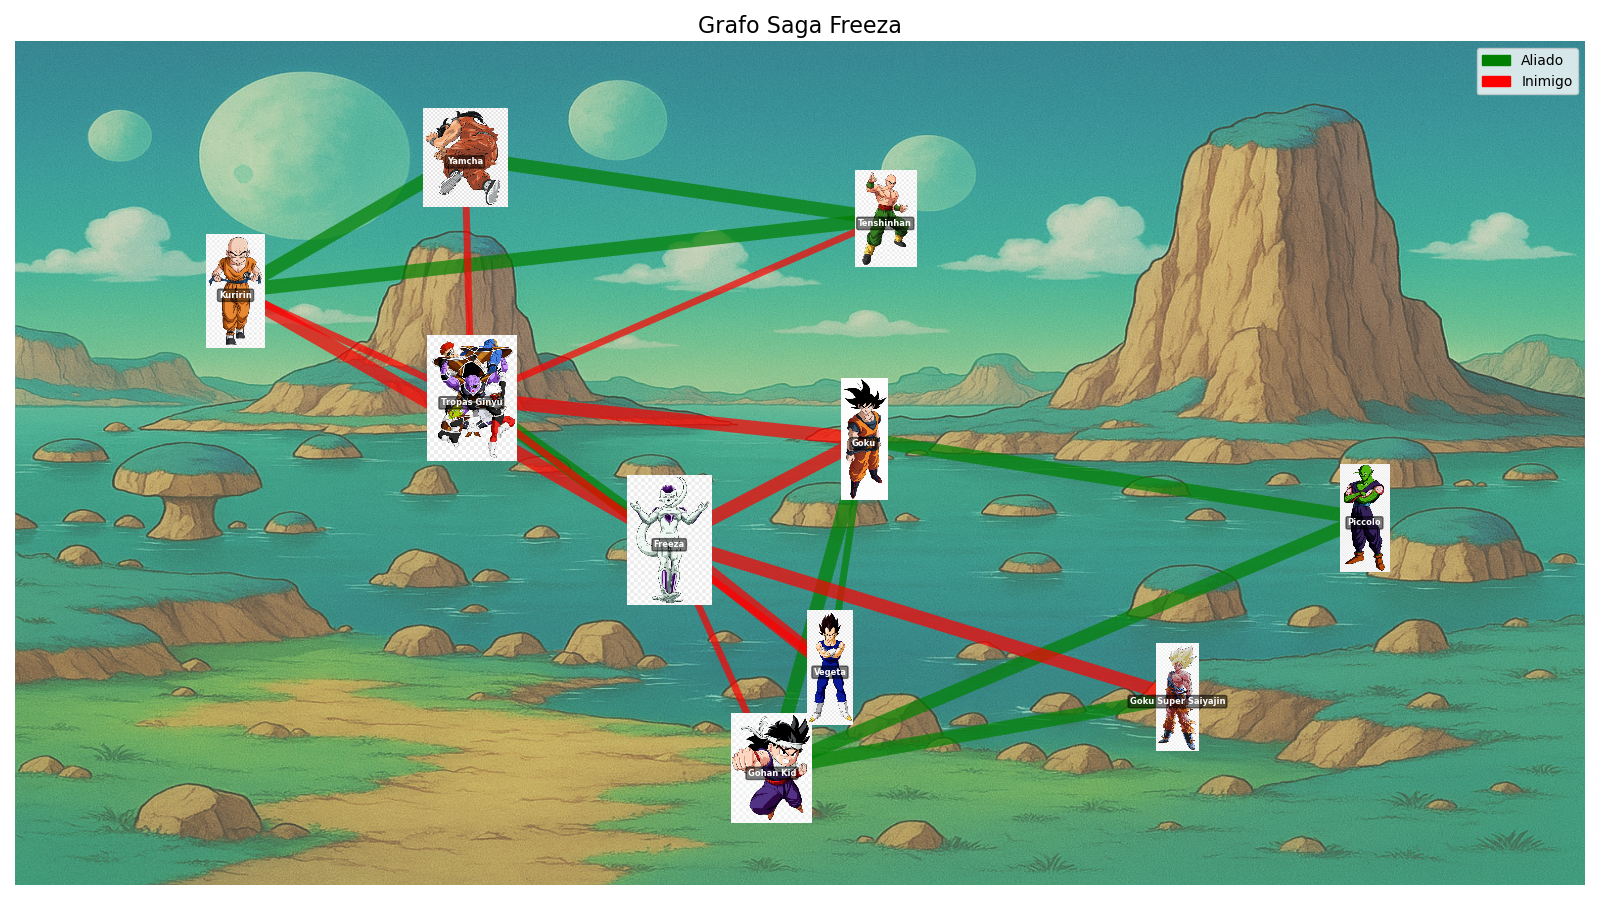 Grafo Saga Freeza
Aliado
Inimigo
Yamcha
Tenshinhan
Kuririn
Tropas Ginyu
Goku
Piccolo
Freeza
Vegeta
Goku Super Saiyajin
Gohan Kid